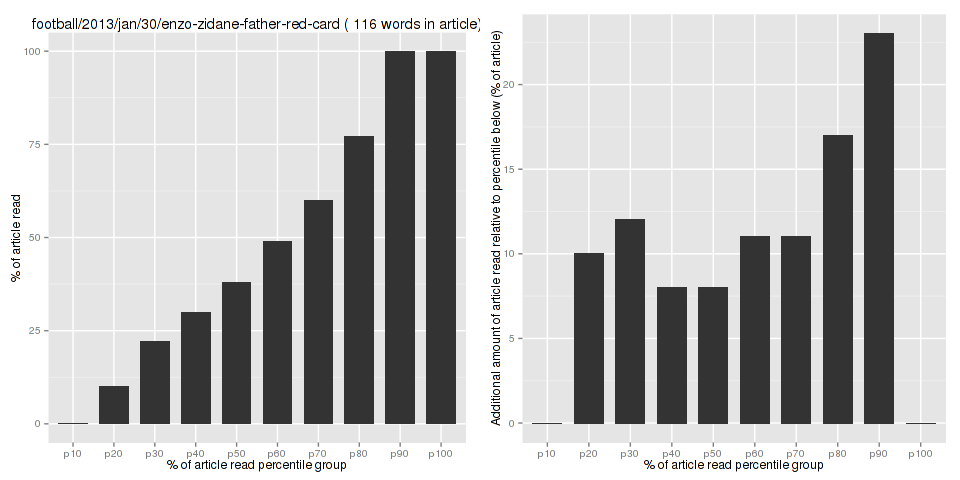 football/2013/jan/30/enzo-zidane-father-red-card ( 116 words in article)
% of article read
100
75
50
25
0
p10 p20 p30 p40 p50 p60 p70 p80 p90 p100
% of article read percentile group
Additional amount of article read relative to percentile below (% of article)
20
15
10
5
0
p10 p20 p30 p40 p50 p60 p70 p80 p90 p100
% of article read percentile group